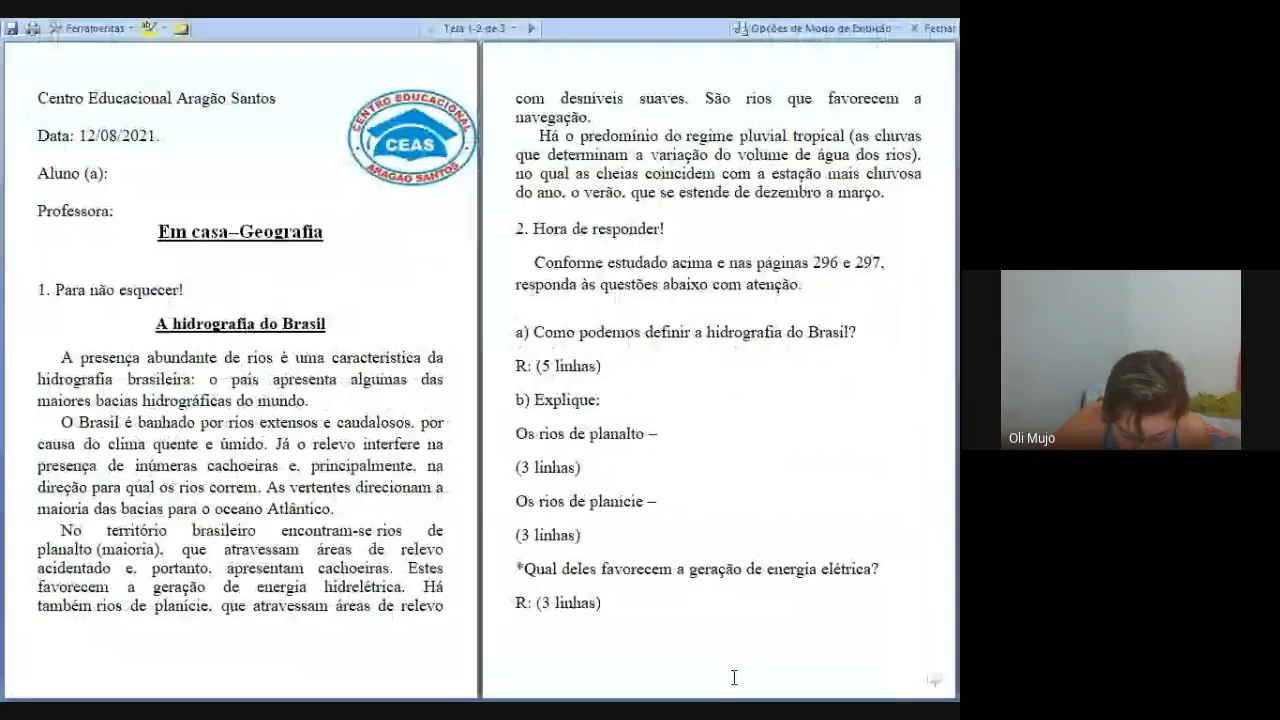 Ferramentas
Tela 1-2 de 3
Opções de Modo de Exibição
Fechar
Centro Educacional Aragão Santos
CENTRO EDUCACIONAL
CEAS
ARAGÃO SANTOS
Data: 12/08/2021.
Aluno (a):
Professora:
Em casa–Geografia
1. Para não esquecer!
A hidrografia do Brasil
A presença abundante de rios é uma característica da
hidrografia brasileira: o país apresenta algumas das
maiores bacias hidrográficas do mundo.
O Brasil é banhado por rios extensos e caudalosos, por
causa do clima quente e úmido. Já o relevo interfere na
presença de inúmeras cachoeiras e, principalmente, na
direção para qual os rios correm. As vertentes direcionam a
maioria das bacias para o oceano Atlântico.
No território brasileiro encontram-se rios de
planalto (maioria), que atravessam áreas de relevo
acidentado e, portanto, apresentam cachoeiras. Estes
favorecem a geração de energia hidrelétrica. Há
também rios de planície, que atravessam áreas de relevo
com desníveis suaves. São rios que favorecem a
navegação.
Há o predomínio do regime pluvial tropical (as chuvas
que determinam a variação do volume de água dos rios),
no qual as cheias coincidem com a estação mais chuvosa
do ano, o verão, que se estende de dezembro a março.
2. Hora de responder!
Conforme estudado acima e nas páginas 296 e 297,
responda às questões abaixo com atenção.
a) Como podemos definir a hidrografia do Brasil?
R: (5 linhas)
b) Explique:
Os rios de planalto –
(3 linhas)
Os rios de planície –
(3 linhas)
*Qual deles favorecem a geração de energia elétrica?
R: (3 linhas)
Oli Mujo